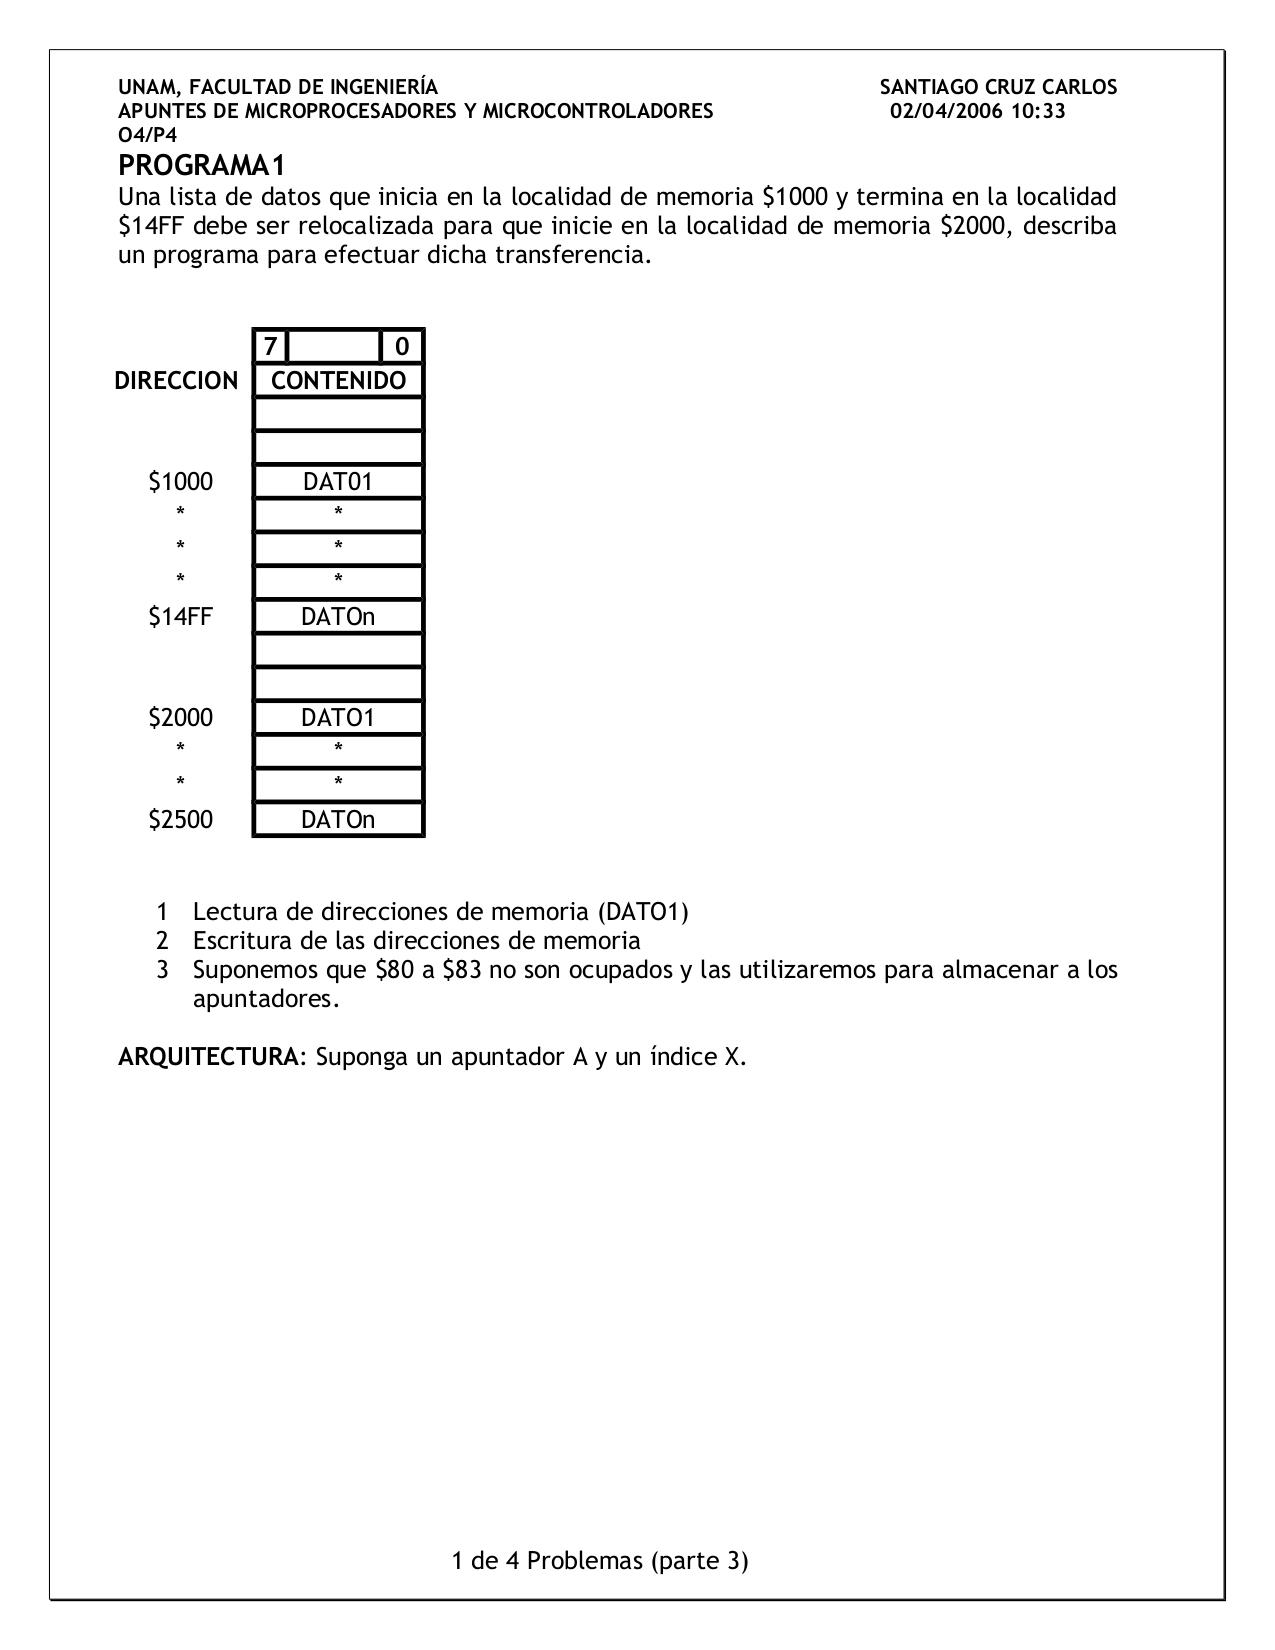 UNAM, FACULTAD DE INGENIERÍA SANTIAGO CRUZ CARLOS
APUNTES DE MICROPROCESADORES Y MICROCONTROLADORES 02/04/2006 10:33
O4/P4
PROGRAMA1
Una lista de datos que inicia en la localidad de memoria $1000 y termina en la localidad
$14FF debe ser relocalizada para que inicie en la localidad de memoria $2000, describa
un programa para efectuar dicha transferencia.
7 0
DIRECCION CONTENIDO
$1000 DAT01
* *
* *
* *
$14FF DATOn
$2000 DATO1
* *
* *
$2500 DATOn
1 Lectura de direcciones de memoria (DATO1)
2 Escritura de las direcciones de memoria
3 Suponemos que $80 a $83 no son ocupados y las utilizaremos para almacenar a los
apuntadores.
ARQUITECTURA: Suponga un apuntador A y un índice X.
1 de 4 Problemas (parte 3)